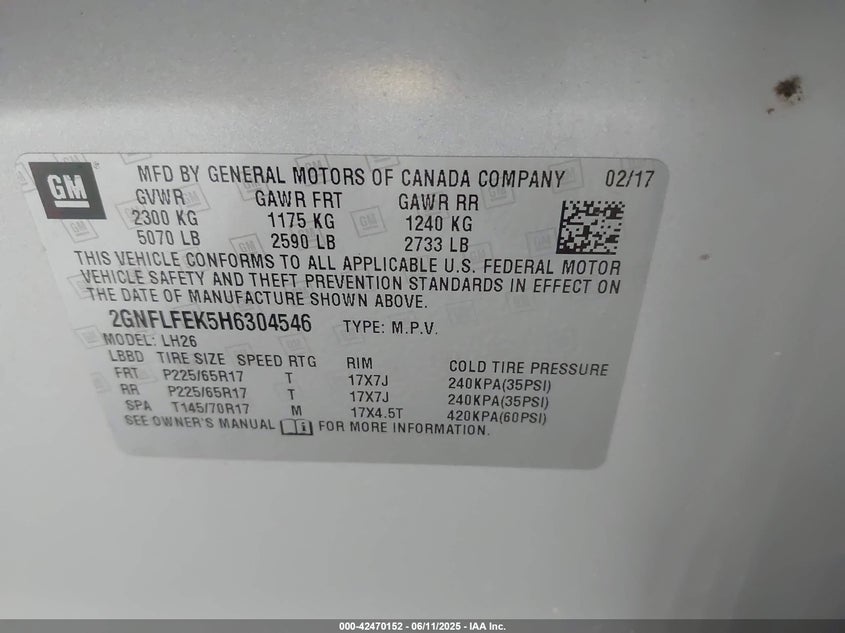 GM
MFD BY GENERAL MOTORS OF CANADA COMPANY 02/17
GVWR GAWR FRT GAWR RR
2300 KG 1175 KG 1240 KG
5070 LB 2590 LB 2733 LB
THIS VEHICLE CONFORMS TO ALL APPLICABLE U.S. FEDERAL MOTOR
VEHICLE SAFETY AND THEFT PREVENTION STANDARDS IN EFFECT ON
THE DATE OF MANUFACTURE SHOWN ABOVE.
2GNFLFEK5H6304546 TYPE: M.P.V.
MODEL: LH26
LBBD TIRE SIZE SPEED RTG RIM COLD TIRE PRESSURE
FRT P225/65R17 T 17X7J 240KPA(35PSI)
RR P225/65R17 T 17X7J 240KPA(35PSI)
SPA T145/70R17 M 17X4.5T 420KPA(60PSI)
SEE OWNER'S MANUAL FOR MORE INFORMATION.
000-42470152 - 06/11/2025 - IAA Inc.